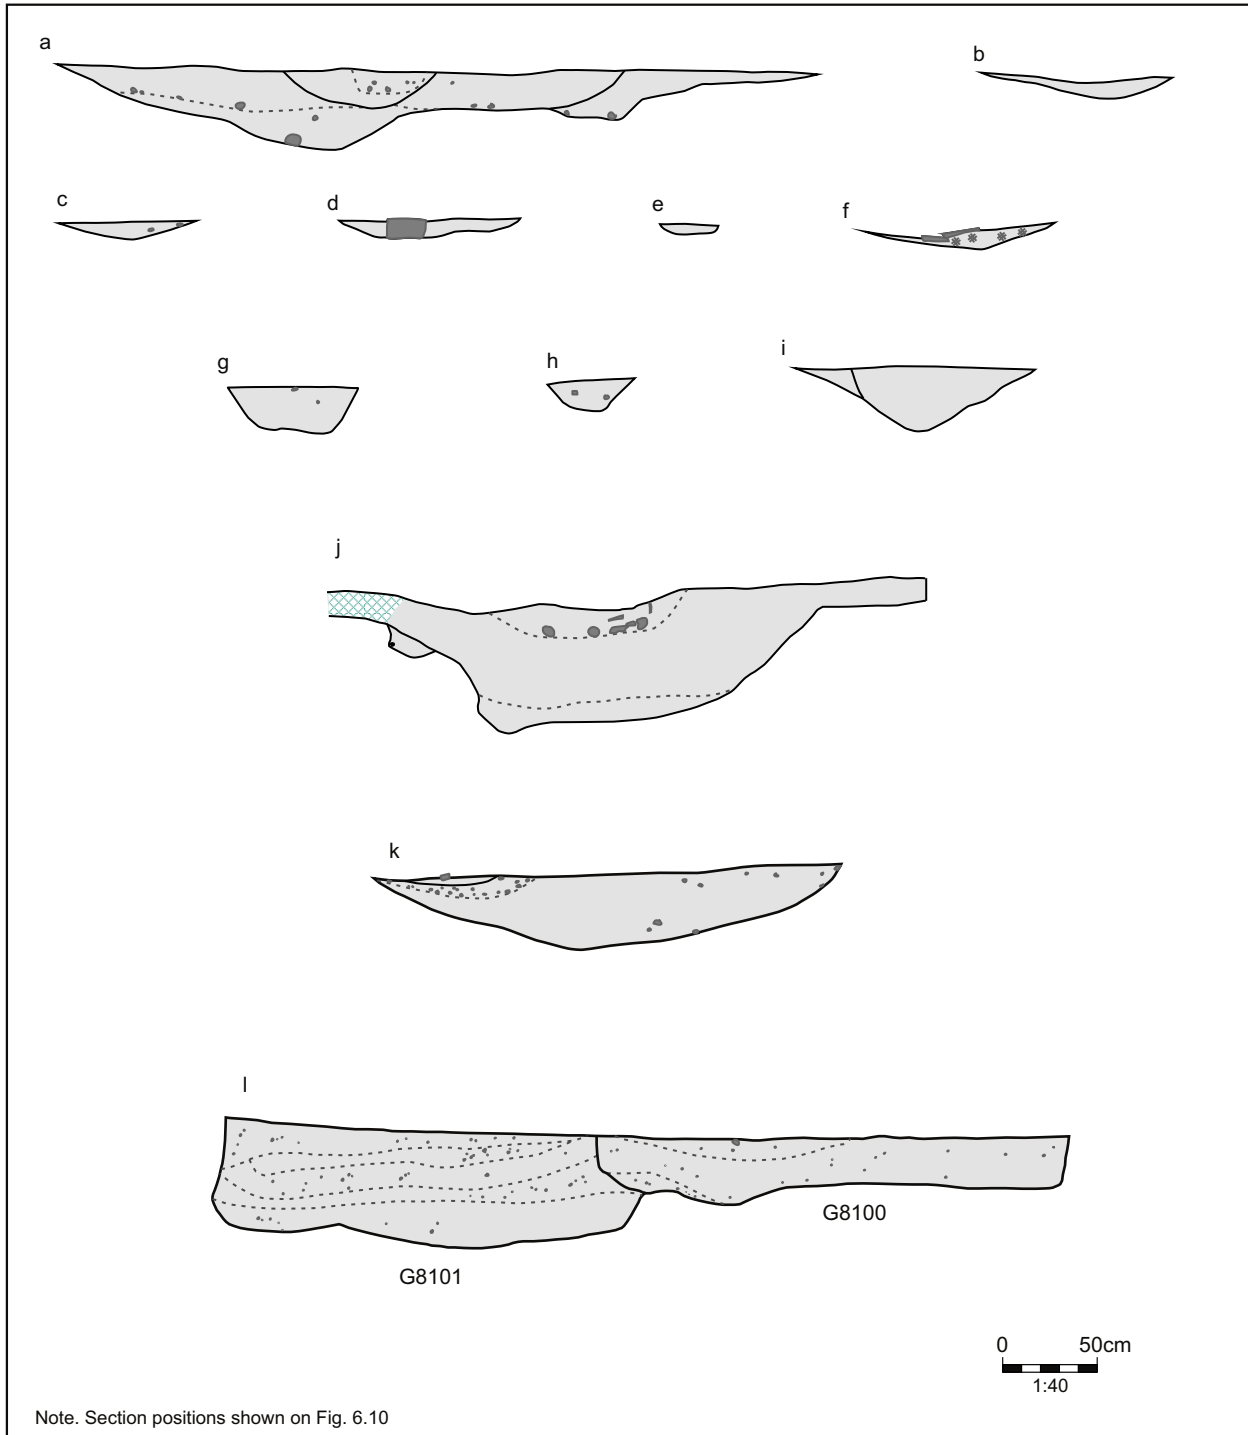 a
b
c
d
e
f
g
h
i
j
k
l
G8100
G8101
0 50cm
1:40
Note. Section positions shown on Fig. 6.10